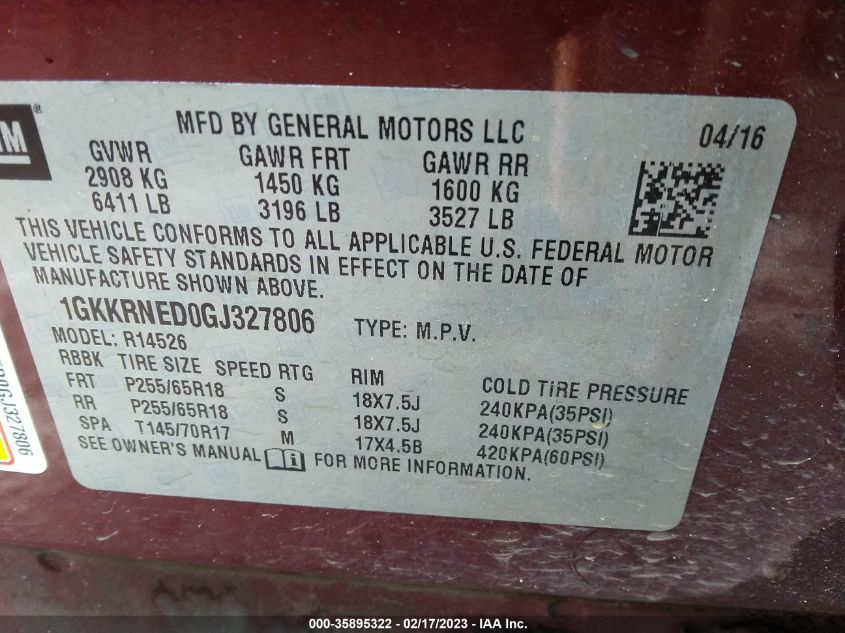 GM ®
MFD BY GENERAL MOTORS LLC 04/16
GVWR GAWR FRT GAWR RR
2908 KG 1450 KG 1600 KG
6411 LB 3196 LB 3527 LB
THIS VEHICLE CONFORMS TO ALL APPLICABLE U.S. FEDERAL MOTOR
VEHICLE SAFETY STANDARDS IN EFFECT ON THE DATE OF
MANUFACTURE SHOWN ABOVE.
1GKKRNED0GJ327806 TYPE: M.P.V.
MODEL: R14526
RBBK TIRE SIZE SPEED RTG RIM COLD TIRE PRESSURE
FRT P255/65R18 S 18X7.5J 240KPA(35PSI)
RR P255/65R18 S 18X7.5J 240KPA(35PSI)
SPA T145/70R17 M 17X4.5B 420KPA(60PSI)
SEE OWNER'S MANUAL FOR MORE INFORMATION.
000-35895322 - 02/17/2023 - IAA Inc.